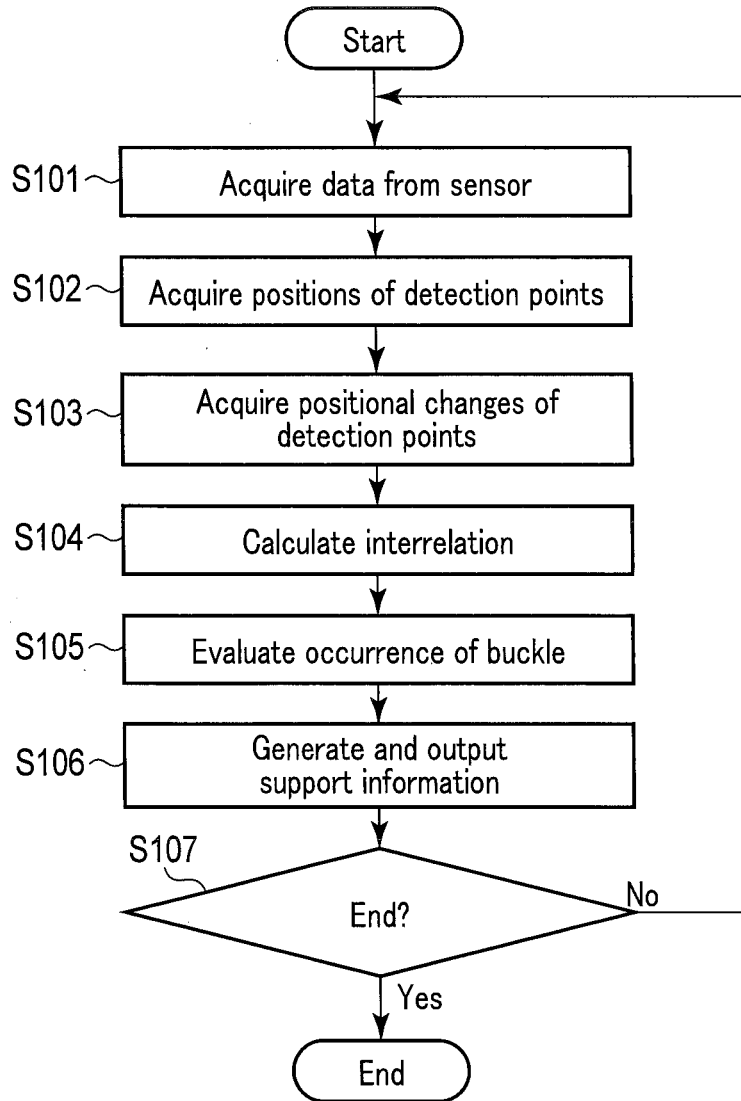 Start
S101
Acquire data from sensor
S102
Acquire positions of detection points
S103
Acquire positional changes of
detection points
S104
Calculate interrelation
S105
Evaluate occurrence of buckle
S106
Generate and output
support information
S107
End?
No
Yes
End